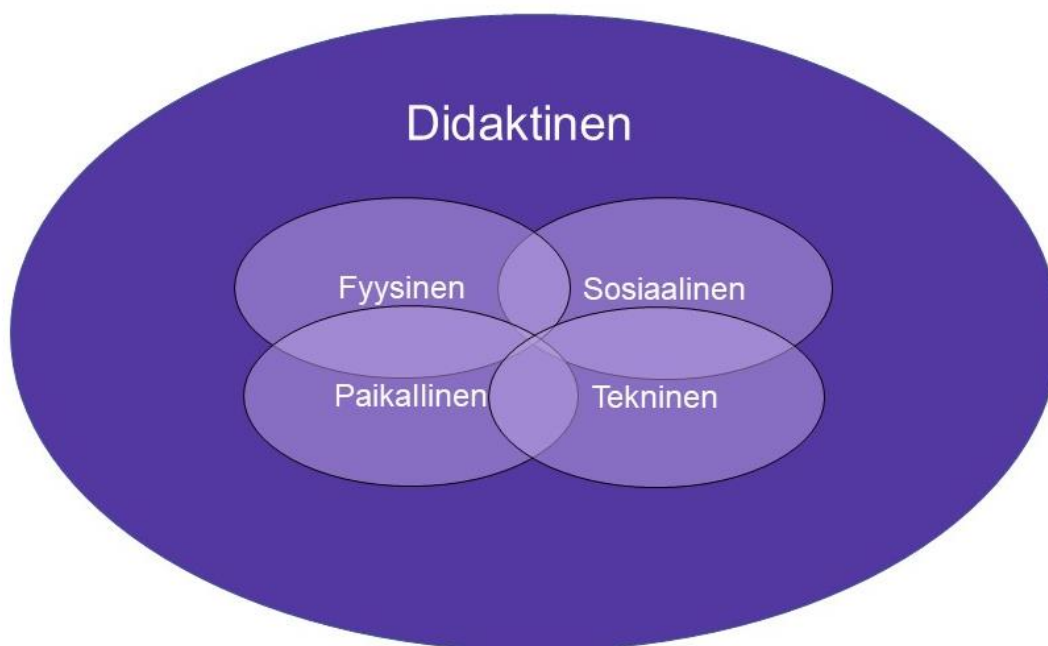 Didaktinen
Fyysinen
Sosiaalinen
Paikallinen
Tekninen